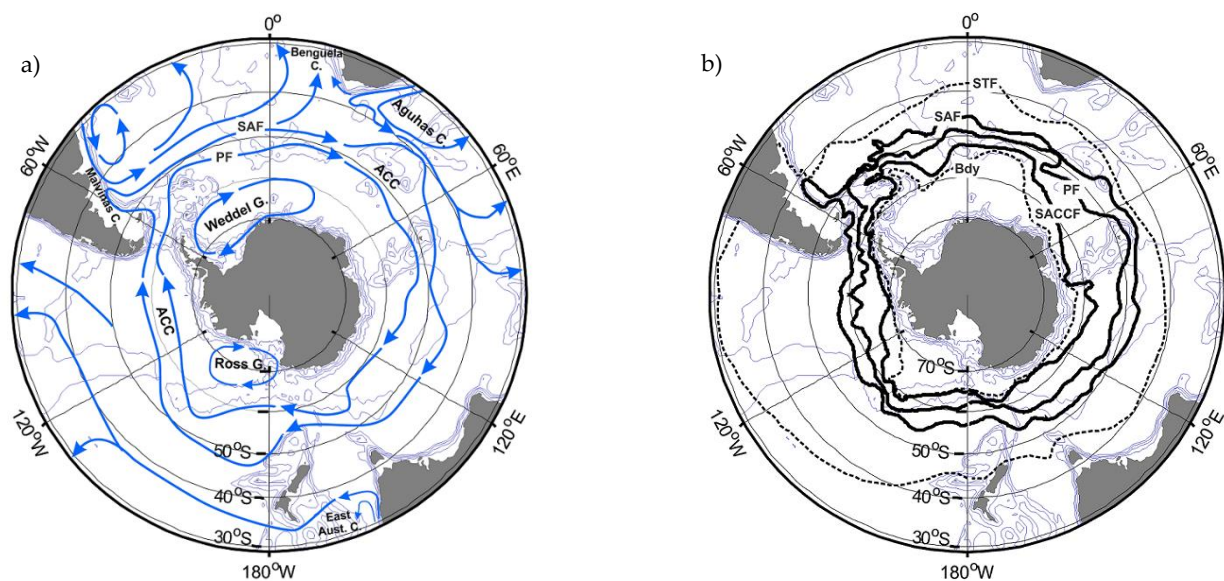 a)
0°
Benguela
C.
Aguhas C.
60°W
60°E
SAF
PF
ACC
Malvinas C.
Weddel G.
ACC
Ross G.
120°W
120°E
50°S
40°S
30°S
East
Aust. C.
180°W
b)
0°
STF
SAF
60°W
60°E
Bdy
PF
SACCF
70°S
120°W
120°E
50°S
40°S
30°S
180°W